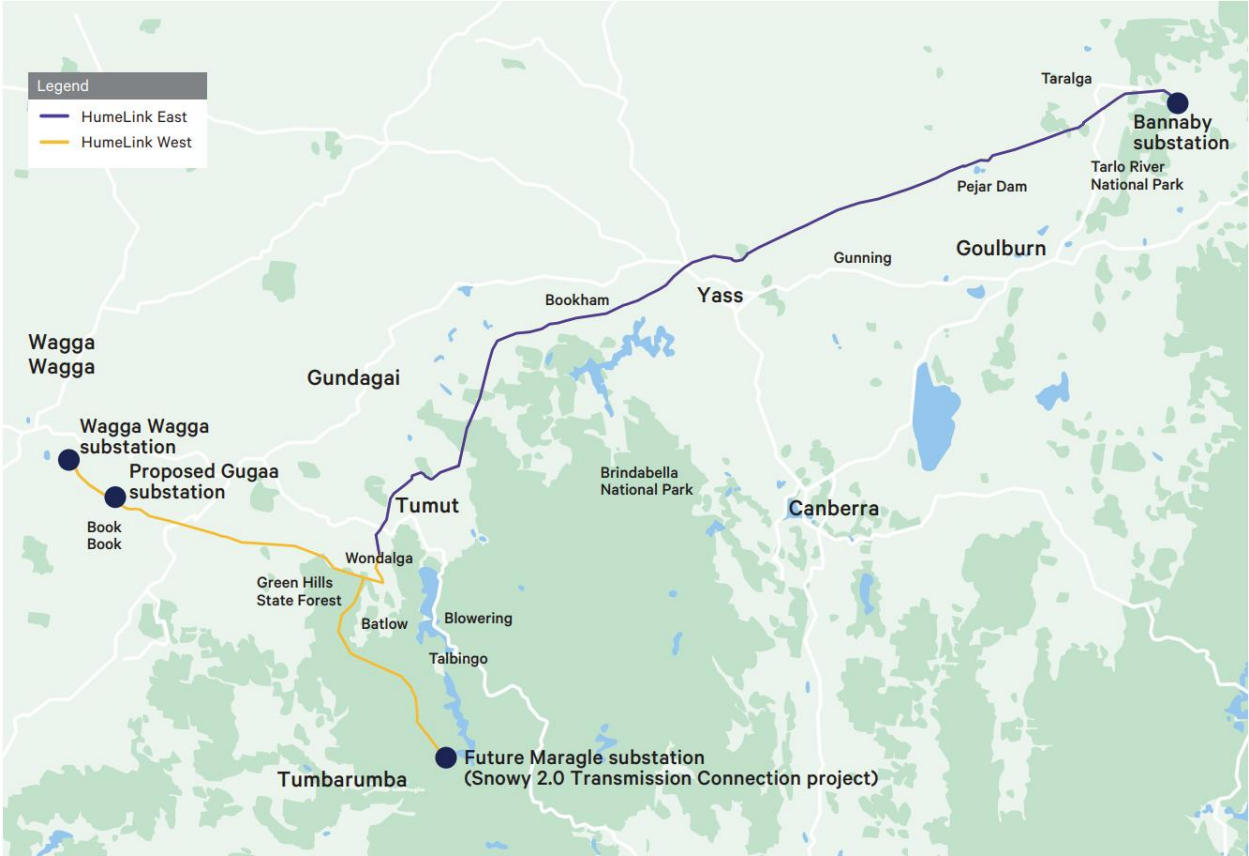 Legend
HumeLink East
HumeLink West
Taralga
Bannaby
substation
Tarlo River
National Park
Pejar Dam
Goulburn
Gunning
Yass
Bookham
Wagga
Wagga
Gundagai
Wagga Wagga
substation
Proposed Gugaa
substation
Brindabella
National Park
Tumut
Canberra
Book
Book
Wondalga
Green Hills
State Forest
Batlow
Blowering
Talbingo
Future Maragle substation
(Snowy 2.0 Transmission Connection project)
Tumbarumba